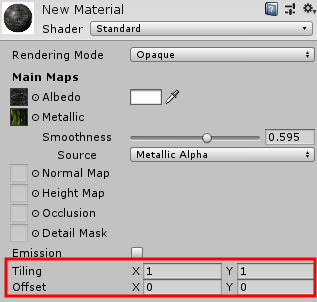 New Material
Shader Standard
Rendering Mode Opaque
Main Maps
Albedo
Metallic
Smoothness 0.595
Source Metallic Alpha
Normal Map
Height Map
Occlusion
Detail Mask
Emission
Tiling X 1 Y 1
Offset X 0 Y 0